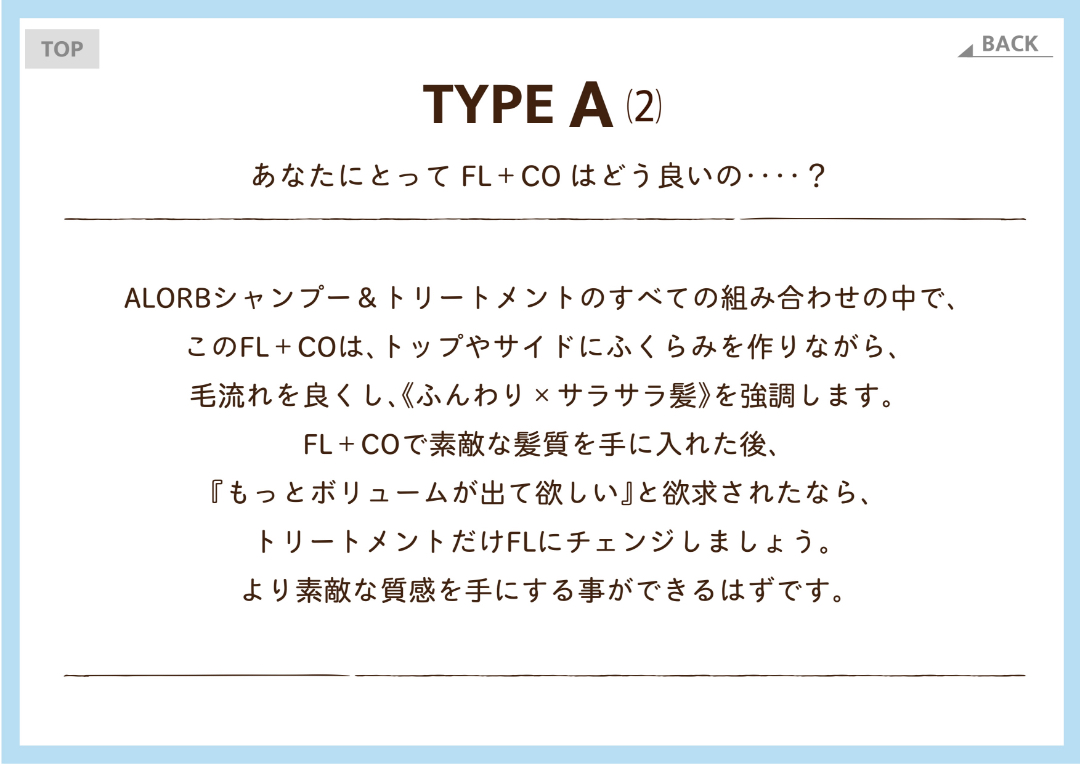 TOP
BACK
TYPE A (2)
あなたにとって FL+CO はどう良いの････？
ALORBシャンプー＆トリートメントのすべての組み合わせの中で、
このFL+COは、トップやサイドにふくらみを作りながら、
毛流れを良くし、《ふんわり×サラサラ髪》を強調します。
FL+COで素敵な髪質を手に入れた後、
『もっとボリュームが出て欲しい』と欲求されたなら、
トリートメントだけFLにチェンジしましょう。
より素敵な質感を手にする事ができるはずです。